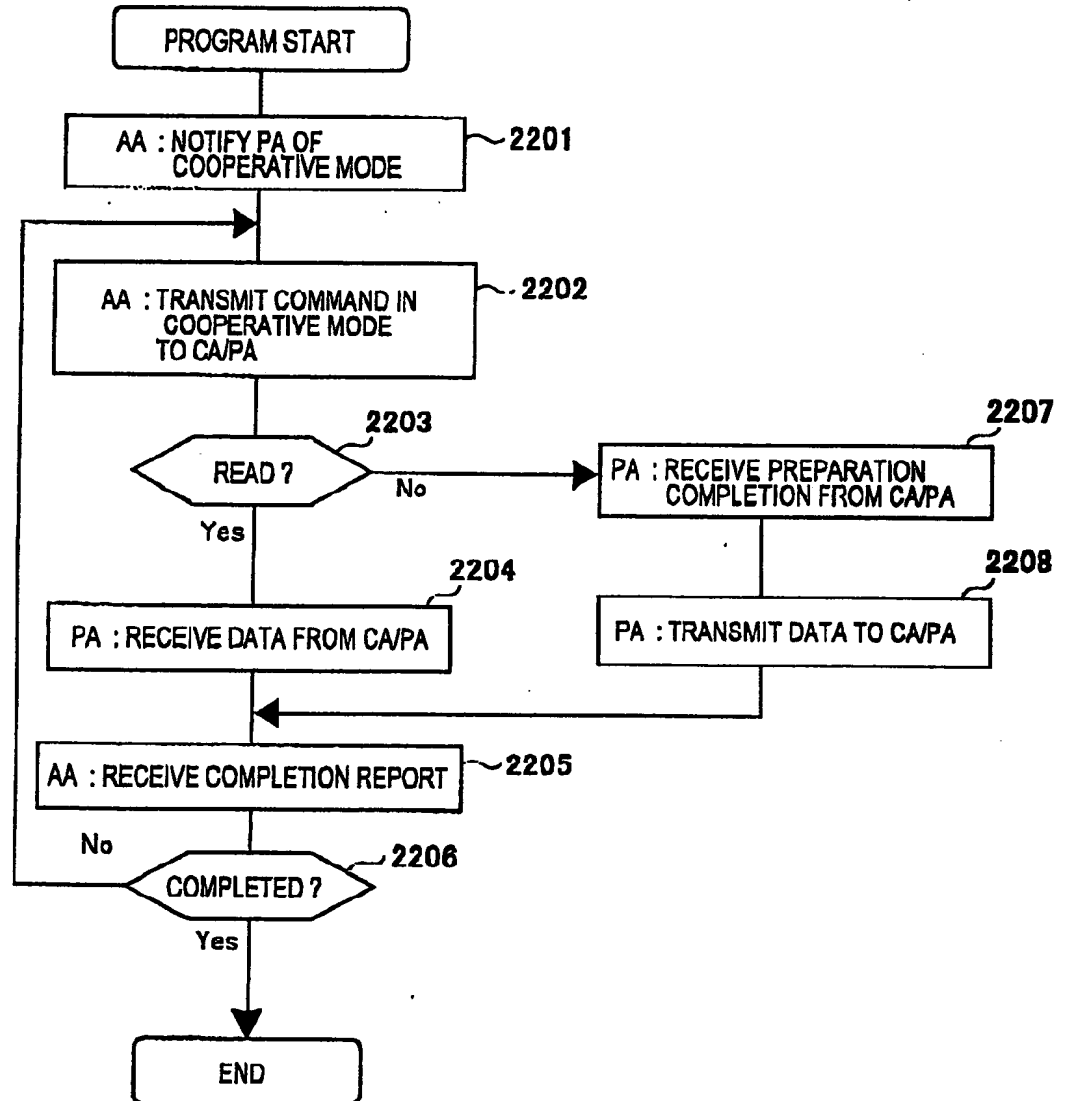 PROGRAM START
AA : NOTIFY PA OF
COOPERATIVE MODE
2201
AA : TRANSMIT COMMAND IN
COOPERATIVE MODE
TO CA/PA
2202
READ ?
2203
No
Yes
PA : RECEIVE PREPARATION
COMPLETION FROM CA/PA
2207
PA : RECEIVE DATA FROM CA/PA
2204
PA : TRANSMIT DATA TO CA/PA
2208
AA : RECEIVE COMPLETION REPORT
2205
No
COMPLETED ?
2206
Yes
END